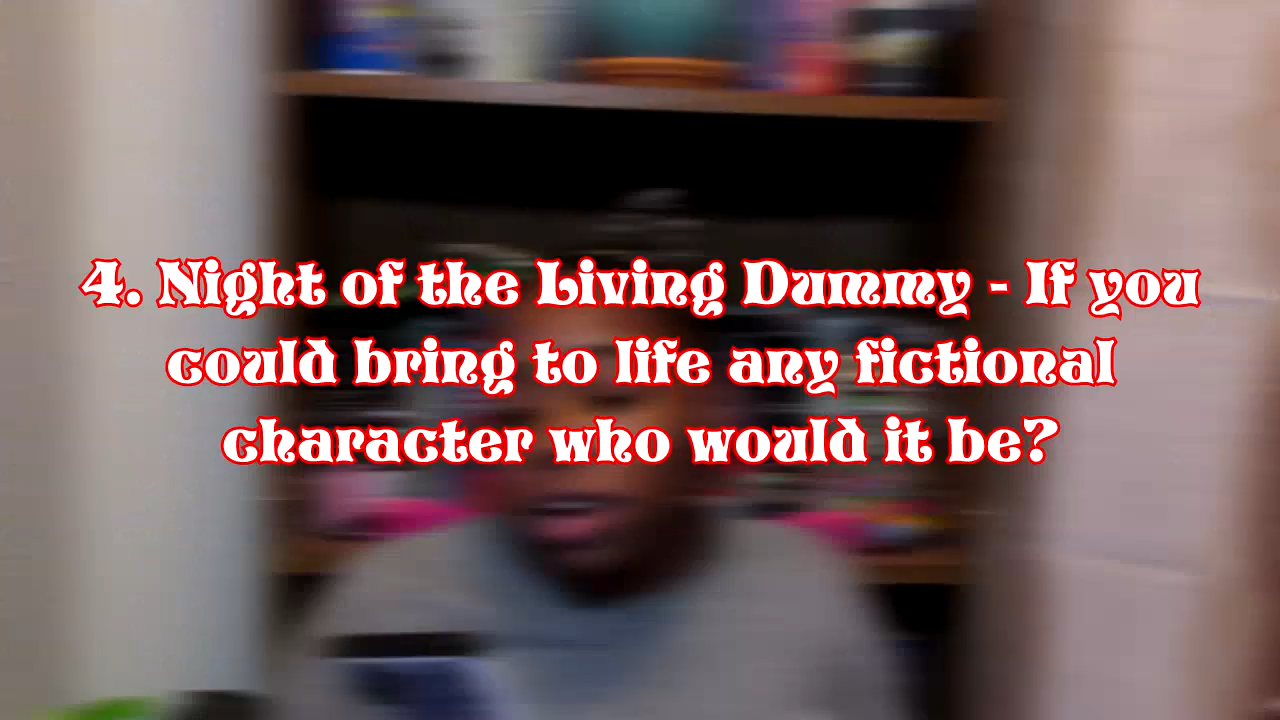 4. Night of the Living Dummy - If you
could bring to life any fictional
character who would it be?